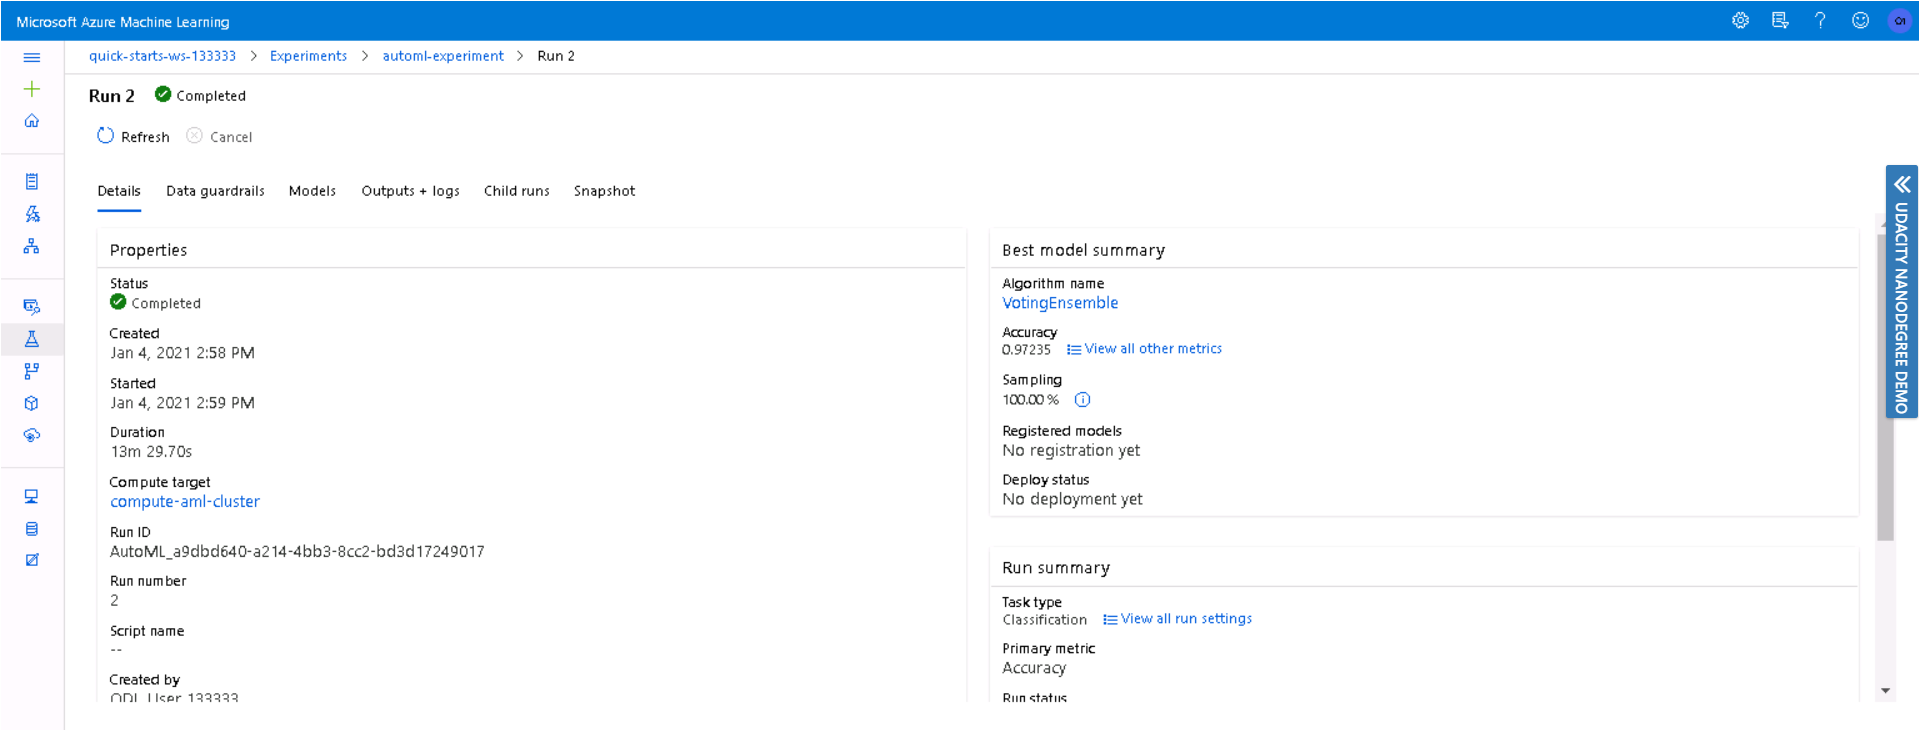 Microsoft Azure Machine Learning
quick-starts-ws-133333 > Experiments > automl-experiment > Run 2
Run 2 Completed
Refresh Cancel
Details Data guardrails Models Outputs + logs Child runs Snapshot
Properties
Status
Completed
Created
Jan 4, 2021 2:58 PM
Started
Jan 4, 2021 2:59 PM
Duration
13m 29.70s
Compute target
compute-aml-cluster
Run ID
AutoML_a9dbd640-a214-4bb3-8cc2-bd3d17249017
Run number
2
Script name
--
Created by
ODL_User 133333
Best model summary
Algorithm name
VotingEnsemble
Accuracy
0.97235 View all other metrics
Sampling
100.00 %
Registered models
No registration yet
Deploy status
No deployment yet
Run summary
Task type
Classification View all run settings
Primary metric
Accuracy
Run status
UDACITY NANODEGREE DEMO